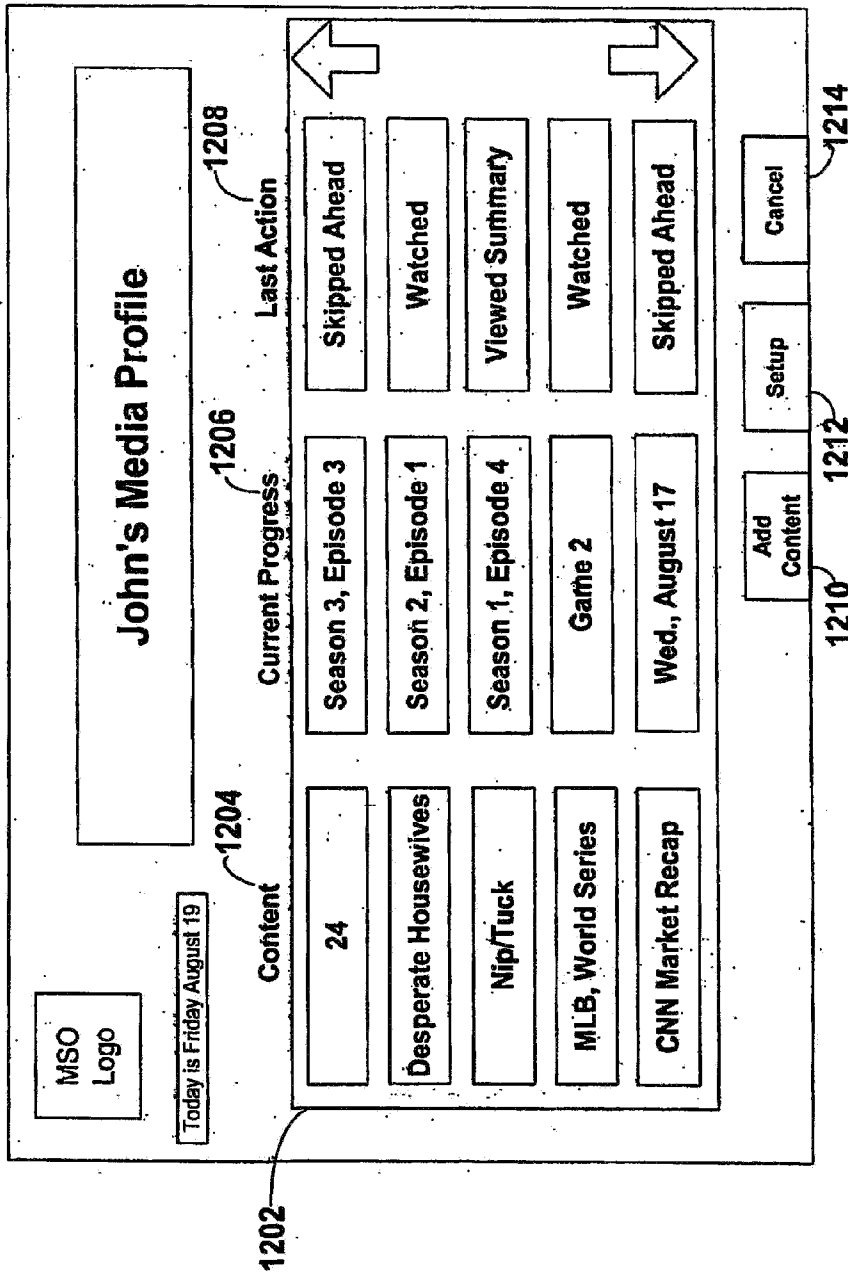 MSO
Logo
John's Media Profile
Today is Friday August 19
1204
1206
1208
Content
Current Progress
Last Action
24
Season 3, Episode 3
Skipped Ahead
Desperate Housewives
Season 2, Episode 1
Watched
Nip/Tuck
Season 1, Episode 4
Viewed Summary
MLB, World Series
Game 2
Watched
CNN Market Recap
Wed., August 17
Skipped Ahead
1202
Add
Content
Setup
Cancel
1210
1212
1214